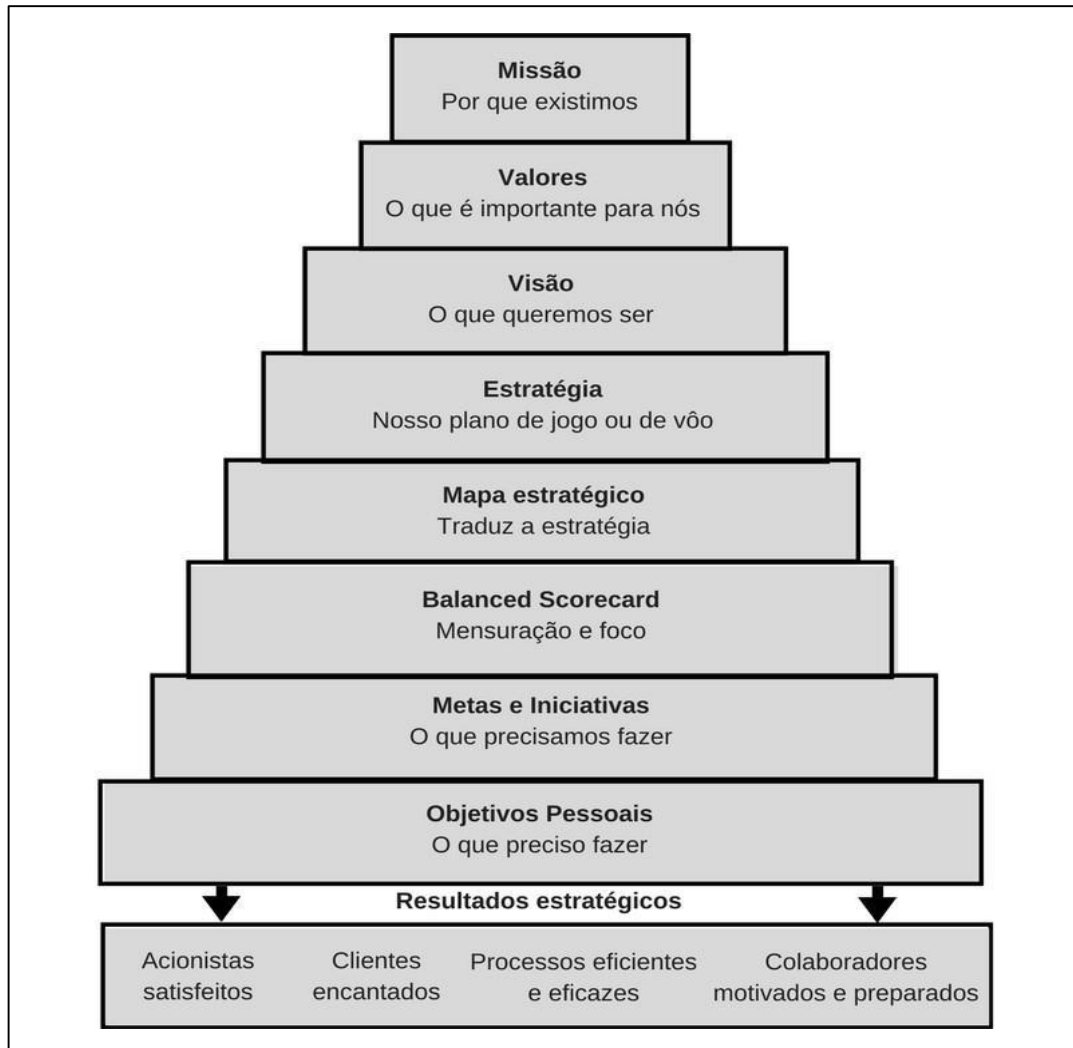 Missão
Por que existimos
Valores
O que é importante para nós
Visão
O que queremos ser
Estratégia
Nosso plano de jogo ou de vôo
Mapa estratégico
Traduz a estratégia
Balanced Scorecard
Mensuração e foco
Metas e Iniciativas
O que precisamos fazer
Objetivos Pessoais
O que preciso fazer
Resultados estratégicos
Acionistas
satisfeitos
Clientes
encantados
Processos eficientes
e eficazes
Colaboradores
motivados e preparados